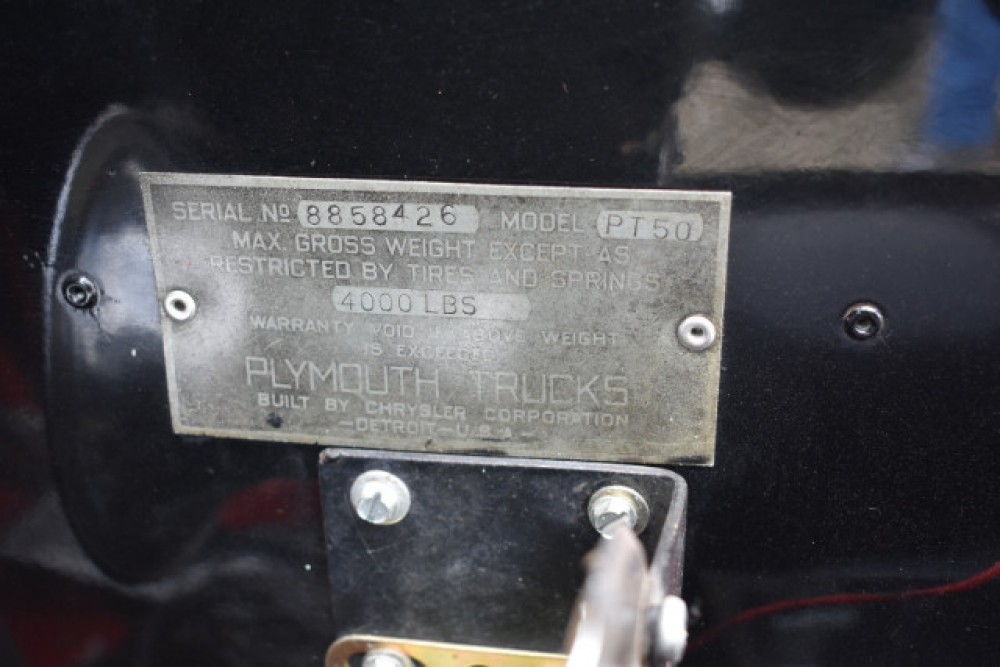 SERIAL Nº 8858426 MODEL PT50
MAX. GROSS WEIGHT EXCEPT AS
RESTRICTED BY TIRES AND SPRINGS
4000 LBS
WARRANTY VOID IF ABOVE WEIGHT
IS EXCEEDED
PLYMOUTH TRUCKS
BUILT BY CHRYSLER CORPORATION
-DETROIT-U.S.A-